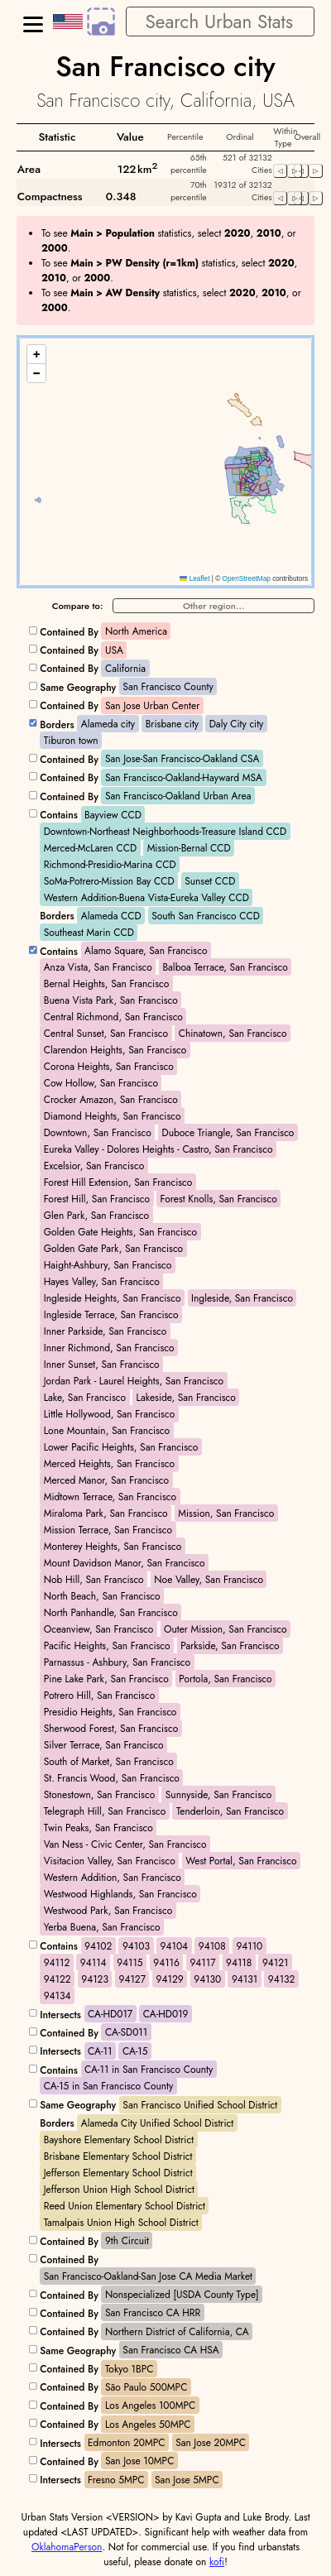 Search Urban Stats
San Francisco city
San Francisco city, California, USA
Statistic Value Percentile Ordinal Within Type Overall
Area 122 km2 65th percentile 521 of 32132 Cities
Compactness 0.348 70th percentile 19312 of 32132 Cities
• To see Main > Population statistics, select 2020, 2010, or
2000.
• To see Main > PW Density (r=1km) statistics, select 2020,
2010, or 2000.
• To see Main > AW Density statistics, select 2020, 2010, or
2000.
+
−
Leaflet | © OpenStreetMap contributors
Compare to: Other region...
Contained By North America
Contained By USA
Contained By California
Same Geography San Francisco County
Contained By San Jose Urban Center
Borders Alameda city Brisbane city Daly City city
Tiburon town
Contained By San Jose-San Francisco-Oakland CSA
Contained By San Francisco-Oakland-Hayward MSA
Contained By San Francisco-Oakland Urban Area
Contains Bayview CCD
Downtown-Northeast Neighborhoods-Treasure Island CCD
Merced-McLaren CCD Mission-Bernal CCD
Richmond-Presidio-Marina CCD
SoMa-Potrero-Mission Bay CCD Sunset CCD
Western Addition-Buena Vista-Eureka Valley CCD
Borders Alameda CCD South San Francisco CCD
Southeast Marin CCD
Contains Alamo Square, San Francisco
Anza Vista, San Francisco Balboa Terrace, San Francisco
Bernal Heights, San Francisco
Buena Vista Park, San Francisco
Central Richmond, San Francisco
Central Sunset, San Francisco Chinatown, San Francisco
Clarendon Heights, San Francisco
Corona Heights, San Francisco
Cow Hollow, San Francisco
Crocker Amazon, San Francisco
Diamond Heights, San Francisco
Downtown, San Francisco Duboce Triangle, San Francisco
Eureka Valley - Dolores Heights - Castro, San Francisco
Excelsior, San Francisco
Forest Hill Extension, San Francisco
Forest Hill, San Francisco Forest Knolls, San Francisco
Glen Park, San Francisco
Golden Gate Heights, San Francisco
Golden Gate Park, San Francisco
Haight-Ashbury, San Francisco
Hayes Valley, San Francisco
Ingleside Heights, San Francisco Ingleside, San Francisco
Ingleside Terrace, San Francisco
Inner Parkside, San Francisco
Inner Richmond, San Francisco
Inner Sunset, San Francisco
Jordan Park - Laurel Heights, San Francisco
Lake, San Francisco Lakeside, San Francisco
Little Hollywood, San Francisco
Lone Mountain, San Francisco
Lower Pacific Heights, San Francisco
Merced Heights, San Francisco
Merced Manor, San Francisco
Midtown Terrace, San Francisco
Miraloma Park, San Francisco Mission, San Francisco
Mission Terrace, San Francisco
Monterey Heights, San Francisco
Mount Davidson Manor, San Francisco
Nob Hill, San Francisco Noe Valley, San Francisco
North Beach, San Francisco
North Panhandle, San Francisco
Oceanview, San Francisco Outer Mission, San Francisco
Pacific Heights, San Francisco Parkside, San Francisco
Parnassus - Ashbury, San Francisco
Pine Lake Park, San Francisco Portola, San Francisco
Potrero Hill, San Francisco
Presidio Heights, San Francisco
Sherwood Forest, San Francisco
Silver Terrace, San Francisco
South of Market, San Francisco
St. Francis Wood, San Francisco
Stonestown, San Francisco Sunnyside, San Francisco
Telegraph Hill, San Francisco Tenderloin, San Francisco
Twin Peaks, San Francisco
Van Ness - Civic Center, San Francisco
Visitacion Valley, San Francisco West Portal, San Francisco
Western Addition, San Francisco
Westwood Highlands, San Francisco
Westwood Park, San Francisco
Yerba Buena, San Francisco
Contains 94102 94103 94104 94108 94110
94112 94114 94115 94116 94117 94118 94121
94122 94123 94127 94129 94130 94131 94132
94134
Intersects CA-HD017 CA-HD019
Contained By CA-SD011
Intersects CA-11 CA-15
Contains CA-11 in San Francisco County
CA-15 in San Francisco County
Same Geography San Francisco Unified School District
Borders Alameda City Unified School District
Bayshore Elementary School District
Brisbane Elementary School District
Jefferson Elementary School District
Jefferson Union High School District
Reed Union Elementary School District
Tamalpais Union High School District
Contained By 9th Circuit
Contained By
San Francisco-Oakland-San Jose CA Media Market
Contained By Nonspecialized [USDA County Type]
Contained By San Francisco CA HRR
Contained By Northern District of California, CA
Same Geography San Francisco CA HSA
Contained By Tokyo 1BPC
Contained By São Paulo 500MPC
Contained By Los Angeles 100MPC
Contained By Los Angeles 50MPC
Intersects Edmonton 20MPC San Jose 20MPC
Contained By San Jose 10MPC
Intersects Fresno 5MPC San Jose 5MPC
Urban Stats Version <VERSION> by Kavi Gupta and Luke Brody. Last
updated <LAST UPDATED>. Significant help with weather data from
OklahomaPerson. Not for commercial use. If you find urbanstats
useful, please donate on kofi!